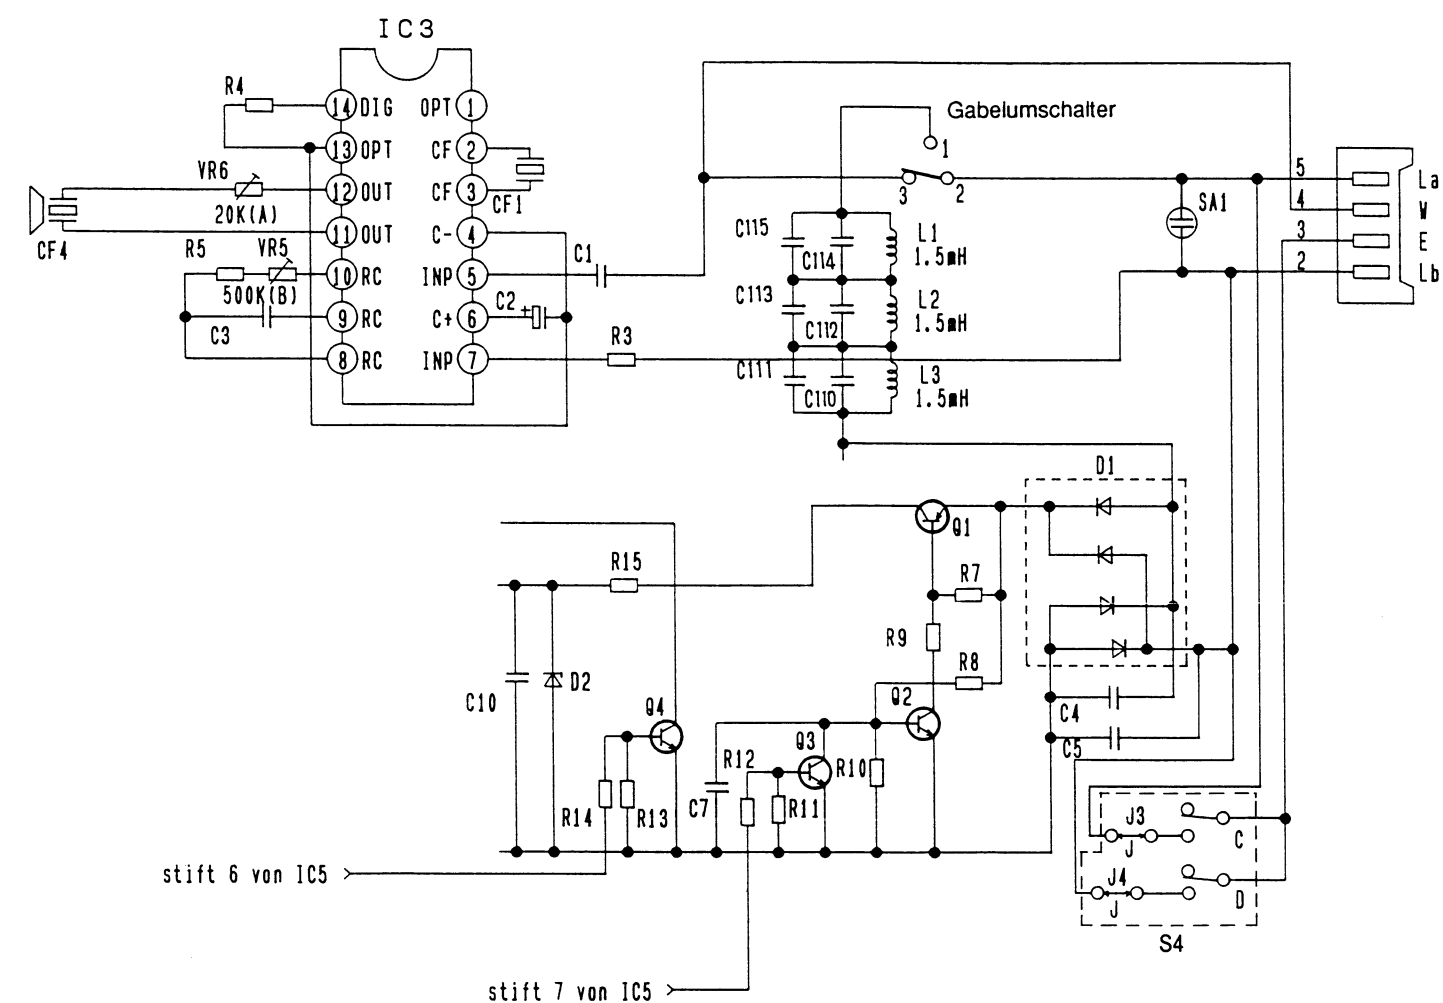 IC3
R4
14 DIG OPT 1
13 OPT CF 2
VR6
12 OUT CF 3
20K(A)
CF1
11 OUT C- 4
CF4
R5 VR5
10 RC INP 5
C1
500K(B)
C2
+
9 RC C+ 6
C3
R3
8 RC INP 7
Gabelumschalter
1
3 2
C115
C114
L1
1.5mH
C113
C112
L2
1.5mH
C111
C110
L3
1.5mH
SA1
5 La
4 W
3 E
2 Lb
D1
Q1
R15
R7
R9
R8
C10
D2
Q4
Q2
Q3
R12
R10
C4
C5
C7
R14
R13
R11
J3
J
C
J4
J
D
S4
stift 6 von IC5
stift 7 von IC5